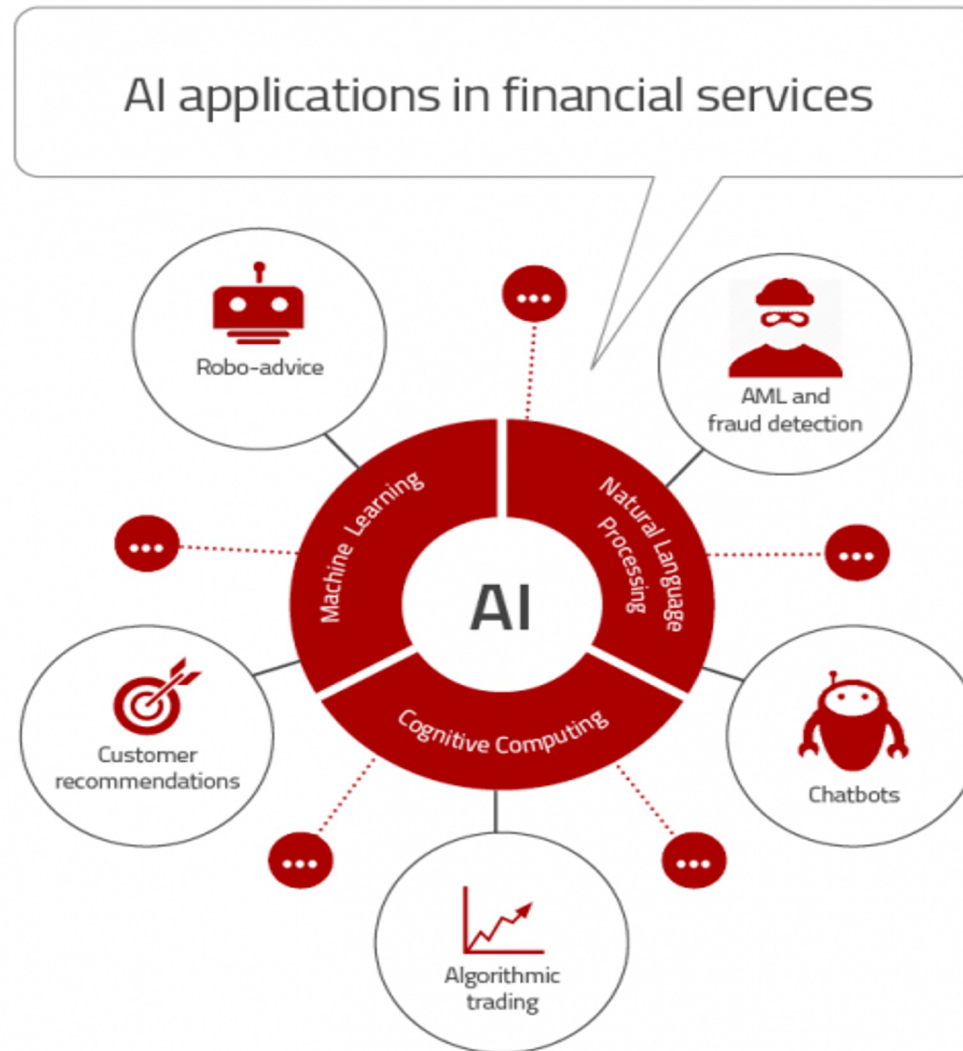 AI applications in financial services
Robo-advice
AML and
fraud detection
Machine Learning
Natural Language
Processing
AI
Cognitive Computing
Customer
recommendations
Chatbots
Algorithmic
trading